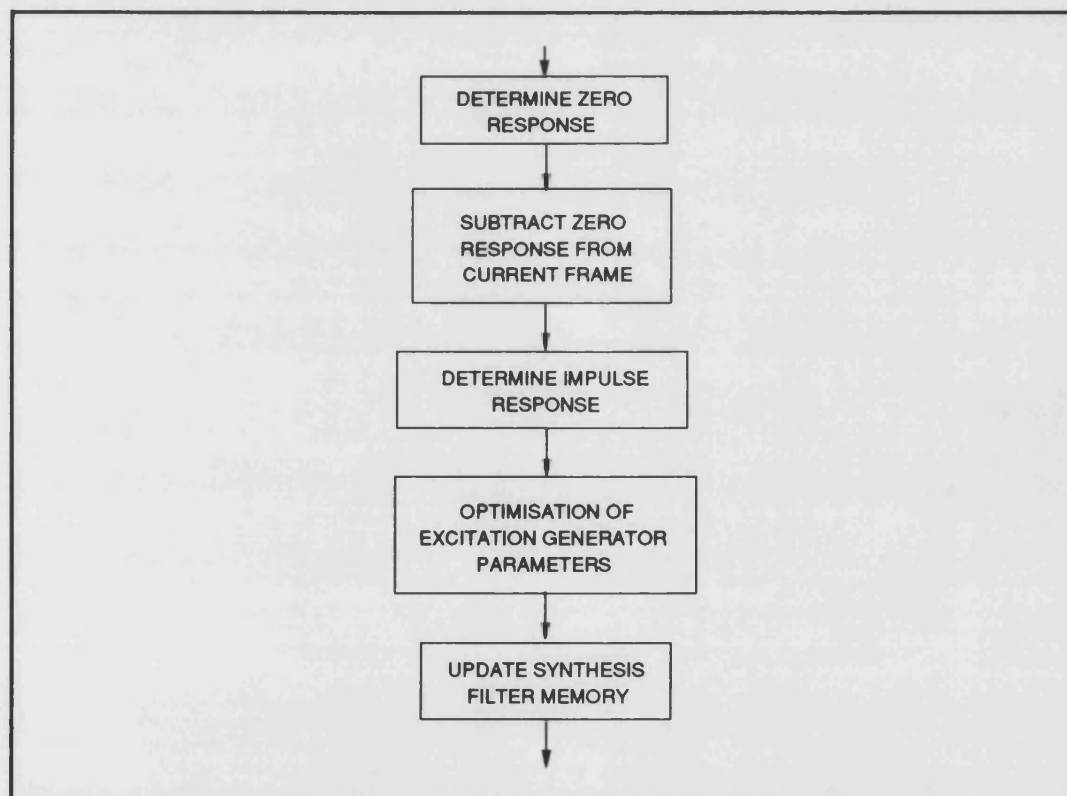 DETERMINE ZERO
RESPONSE
SUBTRACT ZERO
RESPONSE FROM
CURRENT FRAME
DETERMINE IMPULSE
RESPONSE
OPTIMISATION OF
EXCITATION GENERATOR
PARAMETERS
UPDATE SYNTHESIS
FILTER MEMORY